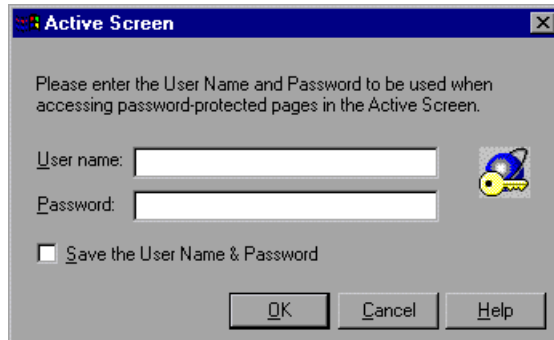 Active Screen
Please enter the User Name and Password to be used when
accessing password-protected pages in the Active Screen.
User name:
Password:
Save the User Name & Password
OK Cancel Help